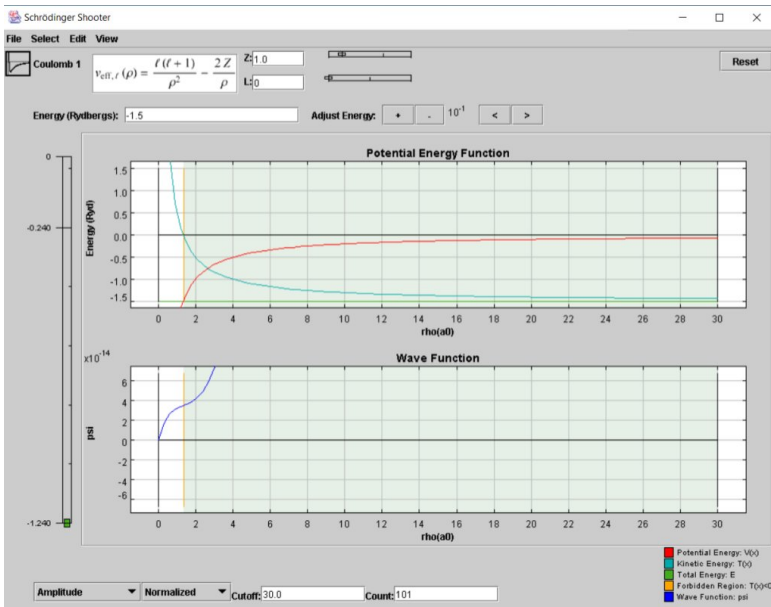 Schrödinger Shooter
File Select Edit View
Coulomb 1
v_eff,ℓ (ρ) = ℓ(ℓ + 1) / ρ² − 2 Z / ρ
Z: 1.0
L: 0
Reset
Energy (Rydbergs): -1.5
Adjust Energy: + - 10⁻¹ < >
0
-0.240
-1.240
Potential Energy Function
Energy (Ryd)
1.5
1.0
0.5
0.0
-0.5
-1.0
-1.5
0 2 4 6 8 10 12 14 16 18 20 22 24 26 28 30
rho(a0)
x10⁻¹⁴
Wave Function
psi
6
4
2
0
-2
-4
-6
0 2 4 6 8 10 12 14 16 18 20 22 24 26 28 30
rho(a0)
Potential Energy: V(x)
Kinetic Energy: T(x)
Total Energy: E
Forbidden Region: T(x)<0
Wave Function: psi
Amplitude Normalized Cutoff: 30.0 Count: 101